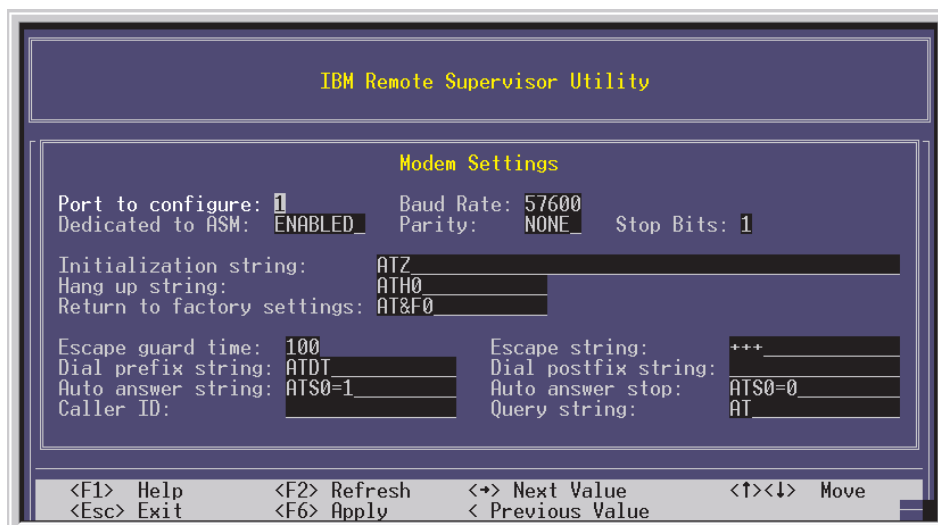 IBM Remote Supervisor Utility
Modem Settings
Port to configure: 1 Baud Rate: 57600
Dedicated to ASM: ENABLED_ Parity: NONE_ Stop Bits: 1
Initialization string: ATZ
Hang up string: ATH0
Return to factory settings: AT&F0
Escape guard time: 100 Escape string: +++
Dial prefix string: ATDT Dial postfix string:
Auto answer string: ATS0=1 Auto answer stop: ATS0=0
Caller ID: Query string: AT
<F1> Help <F2> Refresh <→> Next Value <↑><↓> Move
<Esc> Exit <F6> Apply < Previous Value